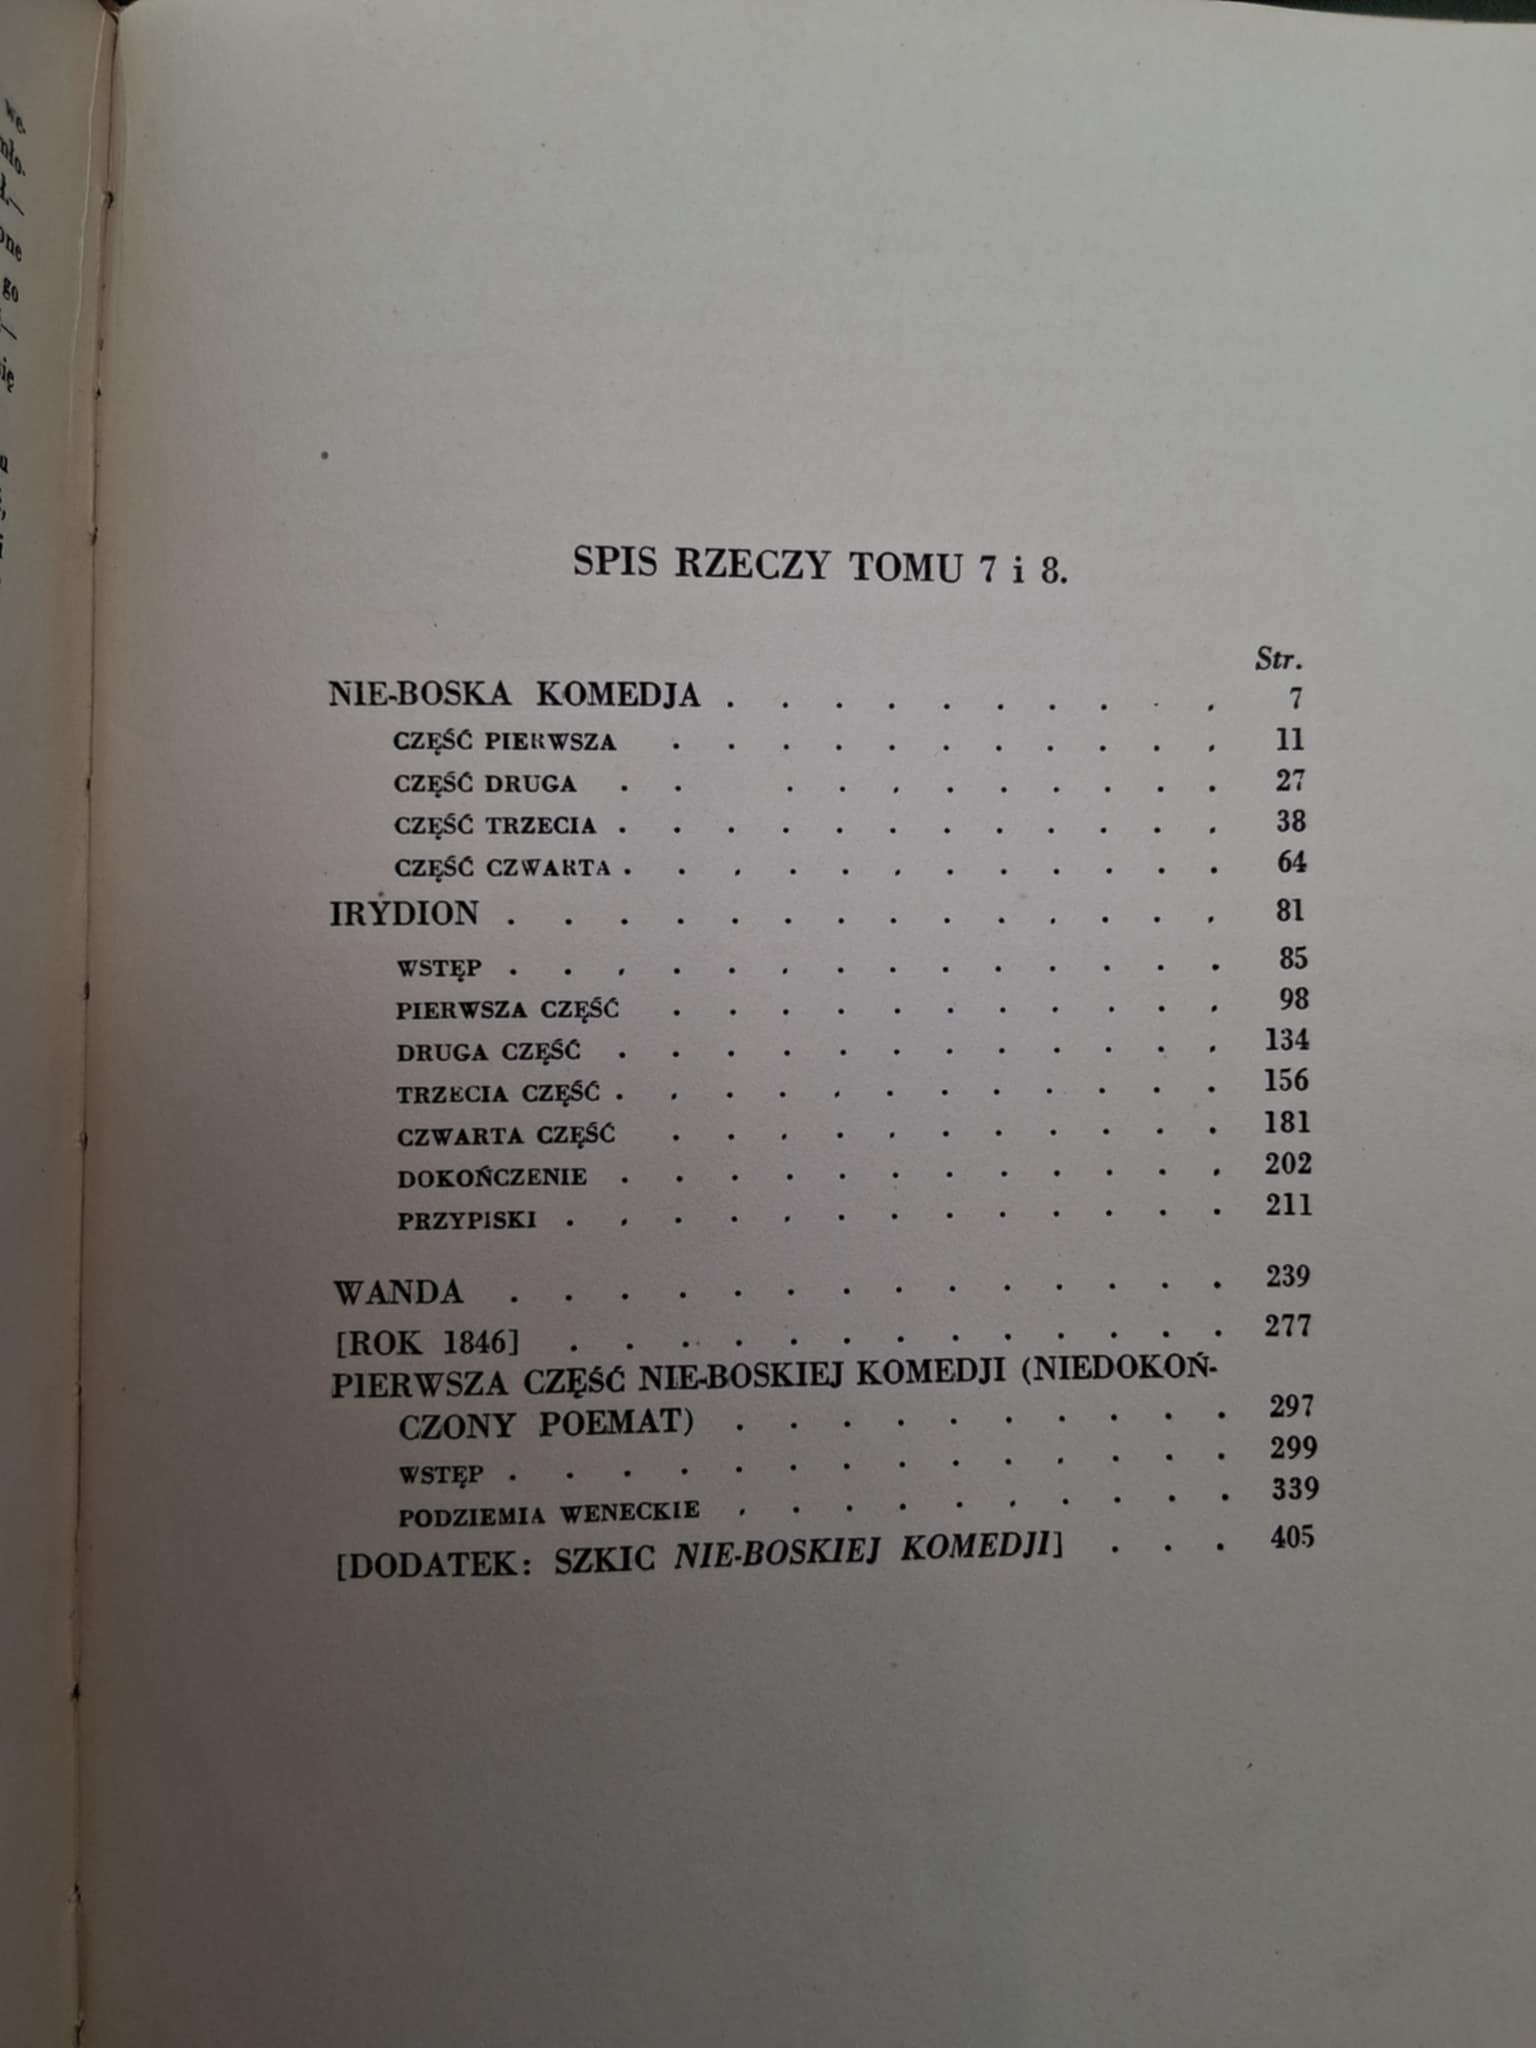 we-
go
się
u
SPIS RZECZY TOMU 7 i 8.
Str.
NIE-BOSKA KOMEDJA . . . . . . . . . . 7
CZĘŚĆ PIERWSZA . . . . . . . . . . . 11
CZĘŚĆ DRUGA . . . . . . . . . . . 27
CZĘŚĆ TRZECIA . . . . . . . . . . . . 38
CZĘŚĆ CZWARTA . . . . . . . . . . . . 64
IRYDION . . . . . . . . . . . . . . 81
WSTĘP . . . . . . . . . . . . . . 85
PIERWSZA CZĘŚĆ . . . . . . . . . . . 98
DRUGA CZĘŚĆ . . . . . . . . . . . . 134
TRZECIA CZĘŚĆ . . . . . . . . . . . . 156
CZWARTA CZĘŚĆ . . . . . . . . . . . 181
DOKOŃCZENIE . . . . . . . . . . . . 202
PRZYPISKI . . . . . . . . . . . . . 211
WANDA . . . . . . . . . . . . . . 239
[ROK 1846] . . . . . . . . . . . . . 277
PIERWSZA CZĘŚĆ NIE-BOSKIEJ KOMEDJI (NIEDOKOŃ-
CZONY POEMAT) . . . . . . . . . . 297
WSTĘP . . . . . . . . . . . . . . 299
PODZIEMIA WENECKIE . . . . . . . . . . 339
[DODATEK: SZKIC NIE-BOSKIEJ KOMEDJI] . . . 405